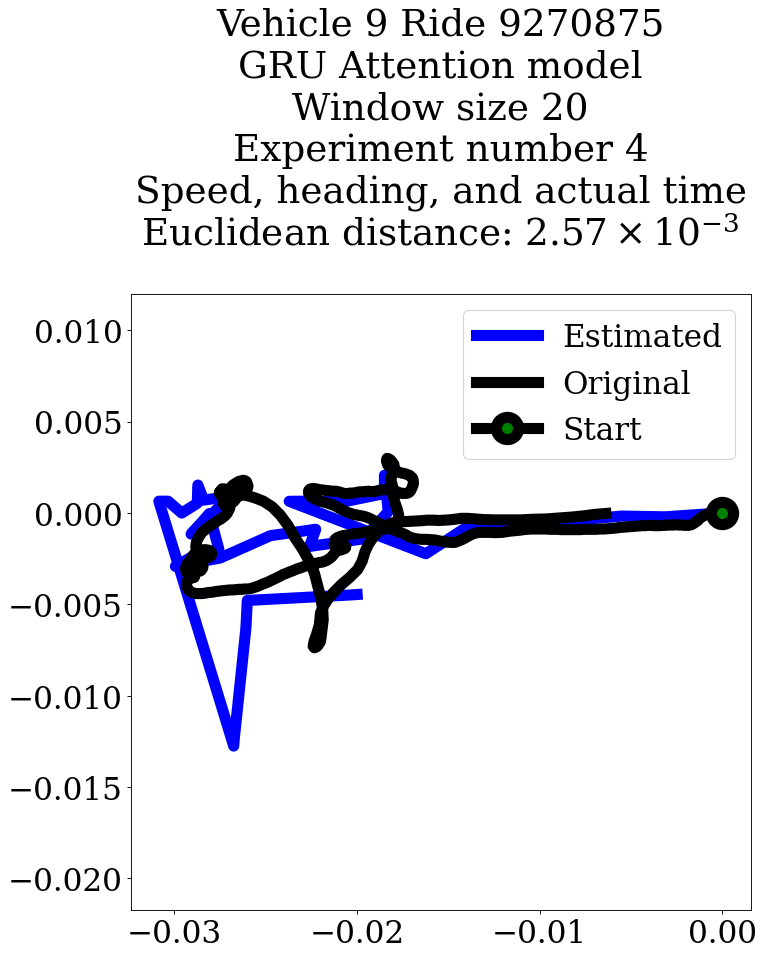 Vehicle 9 Ride 9270875
GRU Attention model
Window size 20
Experiment number 4
Speed, heading, and actual time
Euclidean distance: 2.57 × 10⁻³
Estimated
Original
Start
0.010
0.005
0.000
−0.005
−0.010
−0.015
−0.020
−0.03
−0.02
−0.01
0.00